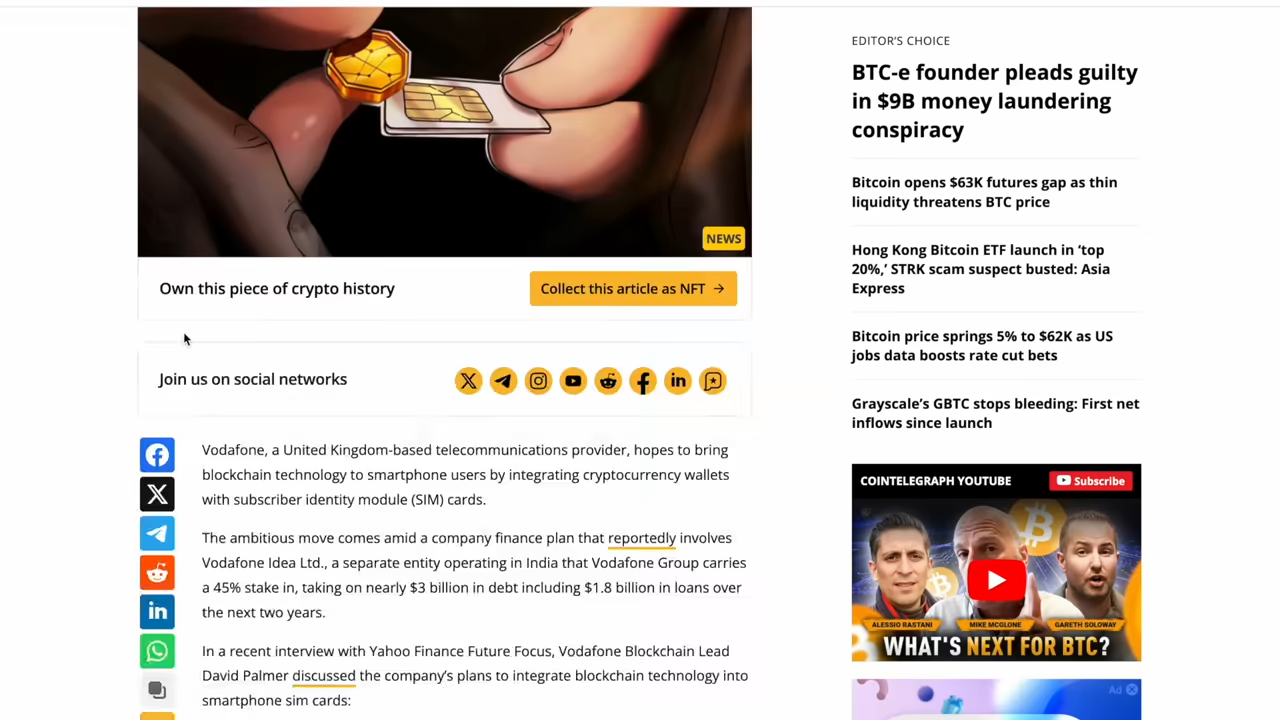 NEWS
Own this piece of crypto history
Collect this article as NFT →
Join us on social networks
Vodafone, a United Kingdom-based telecommunications provider, hopes to bring
blockchain technology to smartphone users by integrating cryptocurrency wallets
with subscriber identity module (SIM) cards.
The ambitious move comes amid a company finance plan that reportedly involves
Vodafone Idea Ltd., a separate entity operating in India that Vodafone Group carries
a 45% stake in, taking on nearly $3 billion in debt including $1.8 billion in loans over
the next two years.
In a recent interview with Yahoo Finance Future Focus, Vodafone Blockchain Lead
David Palmer discussed the company’s plans to integrate blockchain technology into
smartphone sim cards:
EDITOR’S CHOICE
BTC-e founder pleads guilty
in $9B money laundering
conspiracy
Bitcoin opens $63K futures gap as thin
liquidity threatens BTC price
Hong Kong Bitcoin ETF launch in ‘top
20%,’ STRK scam suspect busted: Asia
Express
Bitcoin price springs 5% to $62K as US
jobs data boosts rate cut bets
Grayscale’s GBTC stops bleeding: First net
inflows since launch
COINTELEGRAPH YOUTUBE
Subscribe
ALESSIO RASTANI
MIKE MCGLONE
GARETH SOLOWAY
WHAT'S NEXT FOR BTC?
Ad